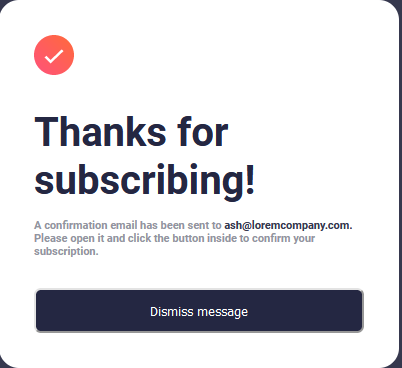 Thanks for
subscribing!
A confirmation email has been sent to ash@loremcompany.com.
Please open it and click the button inside to confirm your
subscription.
Dismiss message